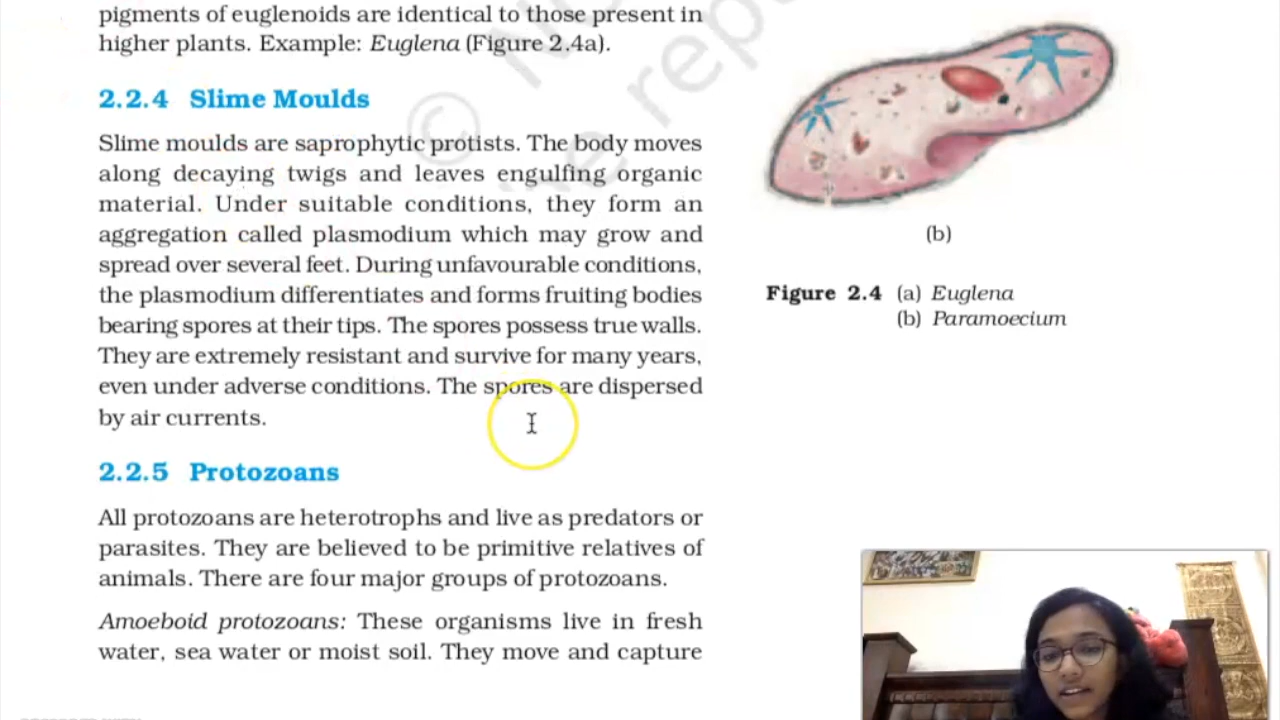 pigments of euglenoids are identical to those present in
higher plants. Example: Euglena (Figure 2.4a).
2.2.4 Slime Moulds
Slime moulds are saprophytic protists. The body moves
along decaying twigs and leaves engulfing organic
material. Under suitable conditions, they form an
aggregation called plasmodium which may grow and
spread over several feet. During unfavourable conditions,
the plasmodium differentiates and forms fruiting bodies
bearing spores at their tips. The spores possess true walls.
They are extremely resistant and survive for many years,
even under adverse conditions. The spores are dispersed
by air currents.
2.2.5 Protozoans
All protozoans are heterotrophs and live as predators or
parasites. They are believed to be primitive relatives of
animals. There are four major groups of protozoans.
Amoeboid protozoans: These organisms live in fresh
water, sea water or moist soil. They move and capture
(b)
Figure 2.4 (a) Euglena
(b) Paramoecium